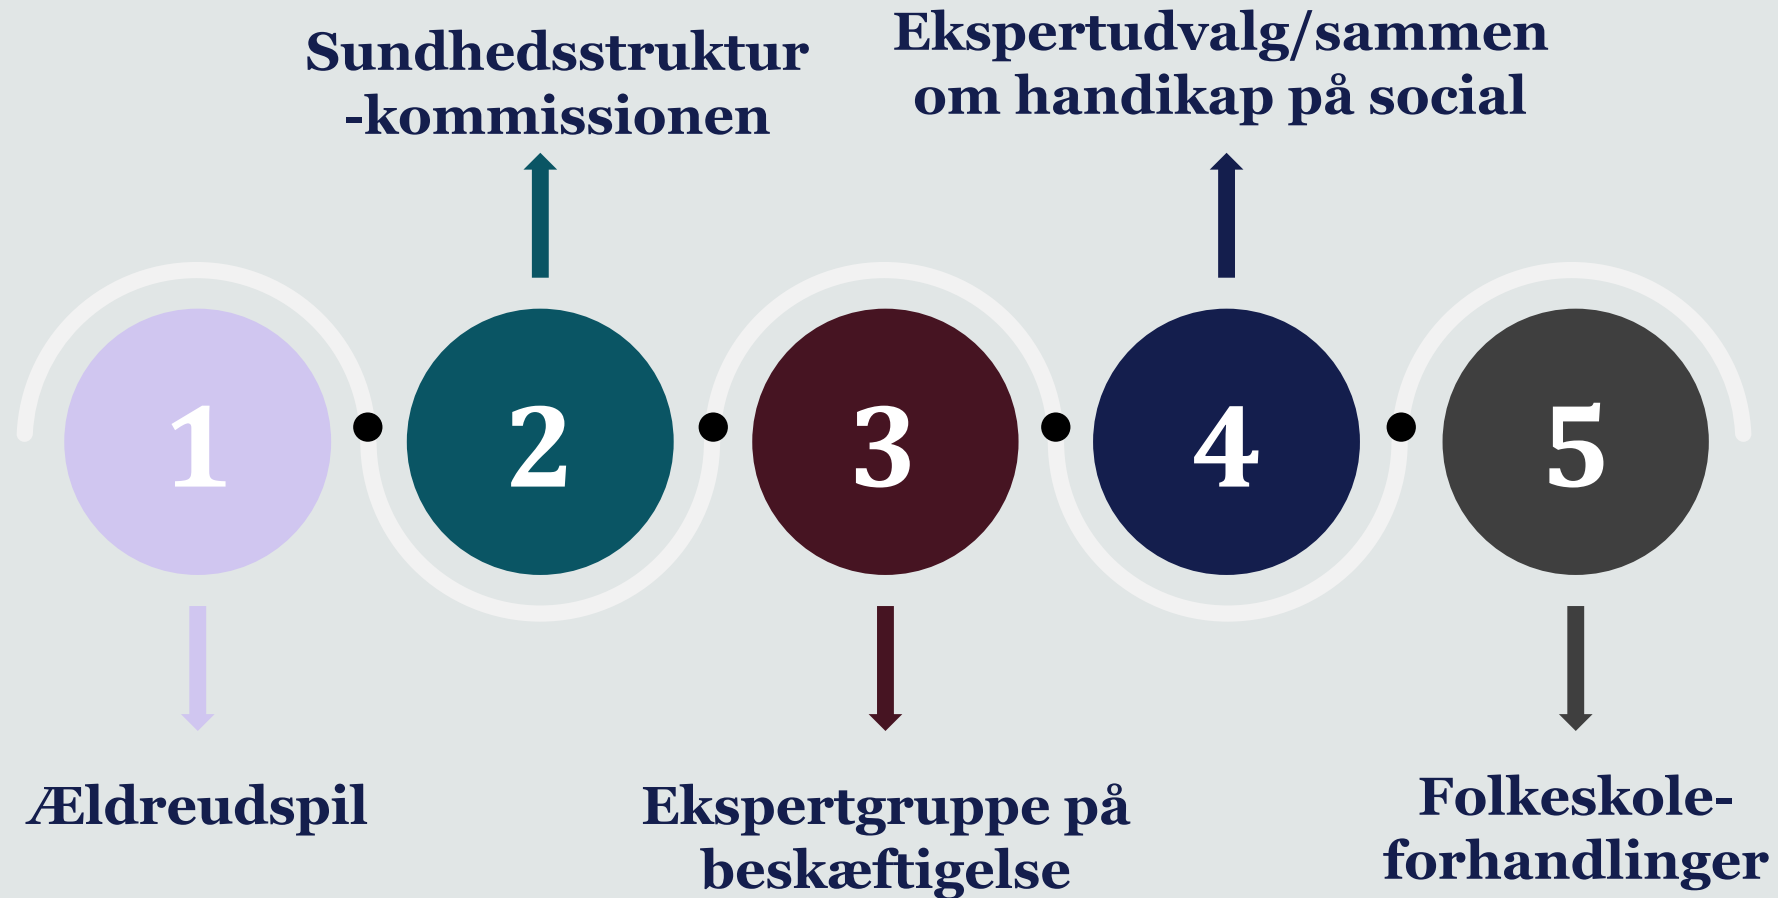 Sundhedsstruktur
-kommissionen
Ekspertudvalg/sammen
om handikap på social
1
2
3
4
5
Ældreudspil
Ekspertgruppe på
beskæftigelse
Folkeskole-
forhandlinger